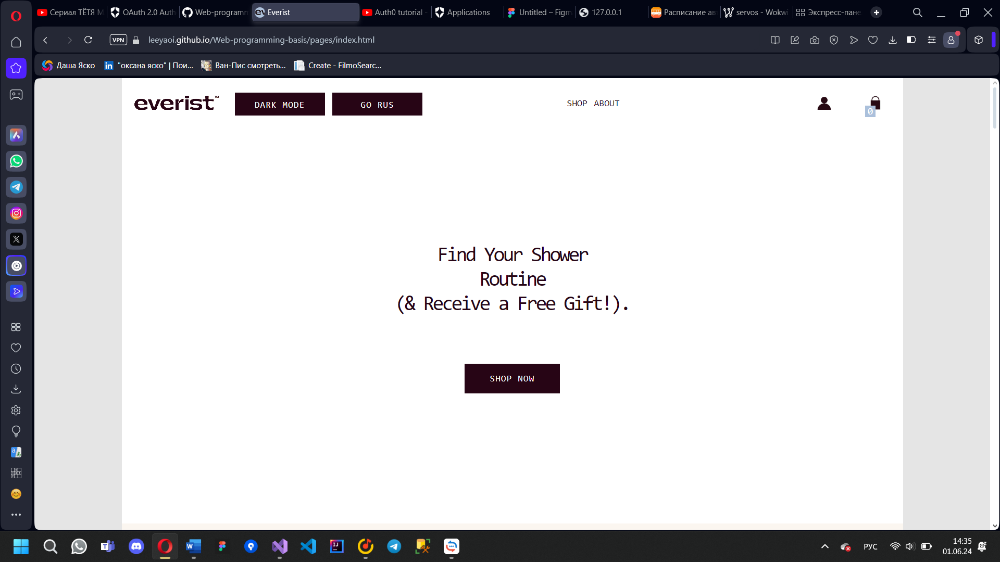 Сериал ТЁТЯ М
OAuth 2.0 Auth
Web-programm
Everist
Auth0 tutorial -
Applications
Untitled – Figm
127.0.0.1
Расписание ав
servos - Wokwi
Экспресс-пане
VPN
leeyaoi.github.io/Web-programming-basis/pages/index.html
Даша Яско
"оксана яско" | Пои...
Ван-Пис смотреть...
Create - FilmoSearc...
everist™
DARK MODE
GO RUS
SHOP
ABOUT
0
Find Your Shower
Routine
(& Receive a Free Gift!).
SHOP NOW
РУС
14:35
01.06.24